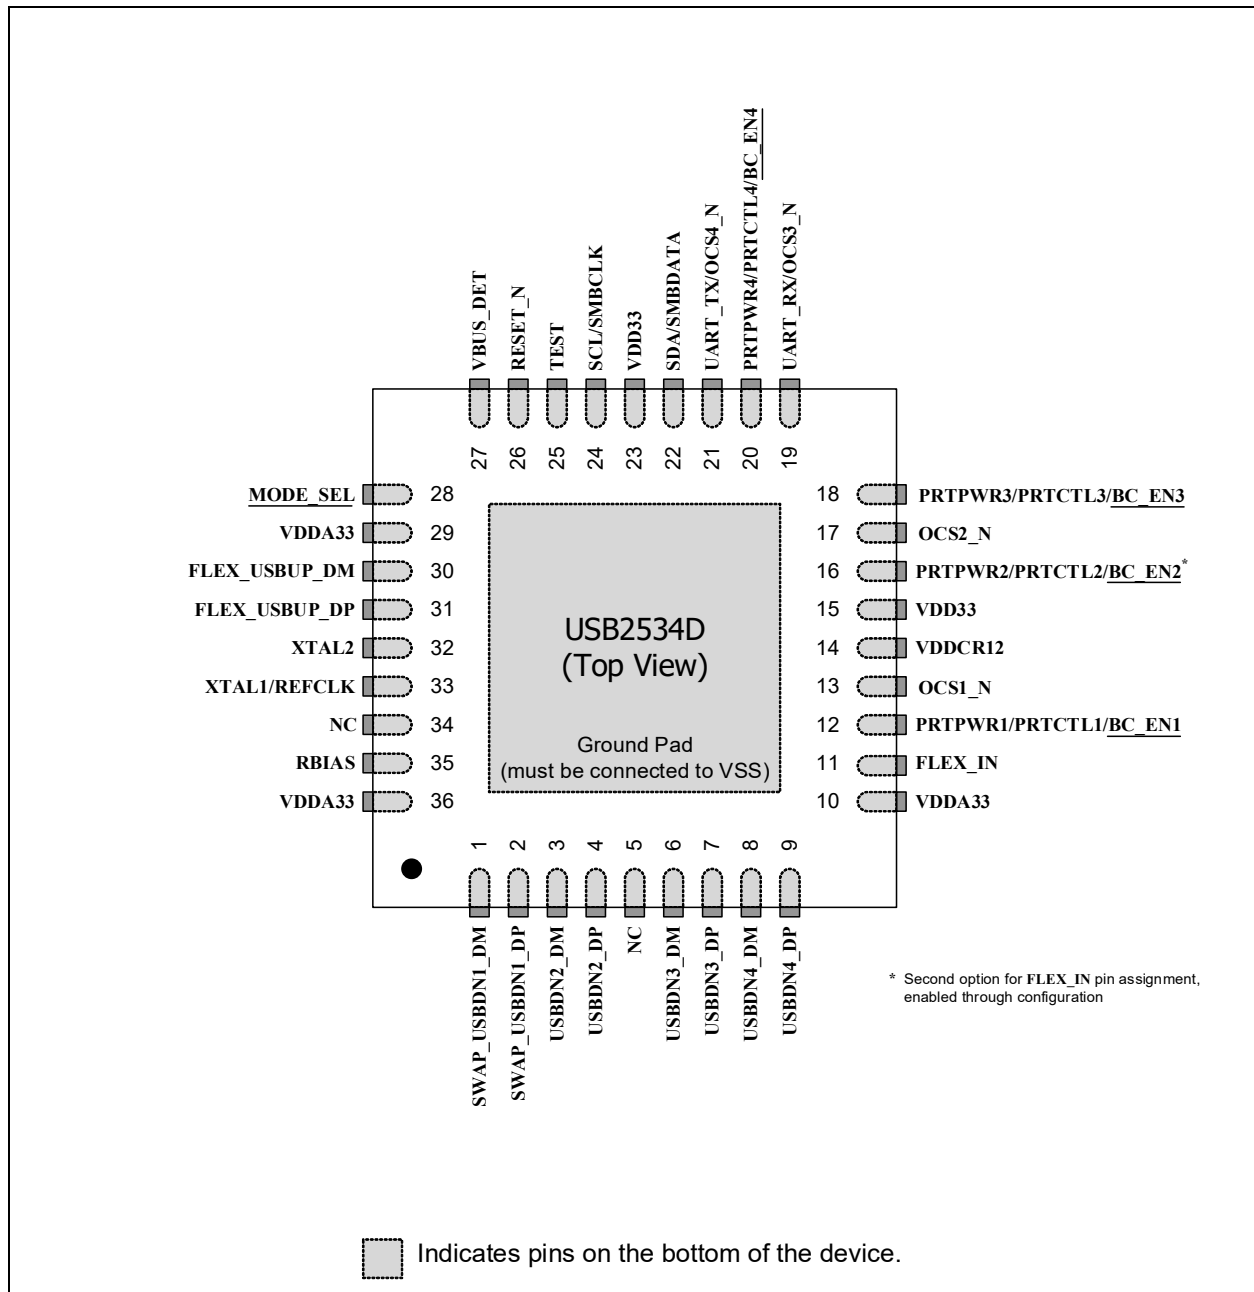 VBUS_DET
RESET_N
TEST
SCL/SMBCLK
VDD33
SDA/SMBDATA
UART_TX/OCS4_N
PRTPWR4/PRTCTL4/BC_EN4
UART_RX/OCS3_N
27
26
25
24
23
22
21
20
19
MODE_SEL 28
VDDA33 29
FLEX_USBUP_DM 30
FLEX_USBUP_DP 31
XTAL2 32
XTAL1/REFCLK 33
NC 34
RBIAS 35
VDDA33 36
USB2534D
(Top View)
Ground Pad
(must be connected to VSS)
18 PRTPWR3/PRTCTL3/BC_EN3
17 OCS2_N
16 PRTPWR2/PRTCTL2/BC_EN2*
15 VDD33
14 VDDCR12
13 OCS1_N
12 PRTPWR1/PRTCTL1/BC_EN1
11 FLEX_IN
10 VDDA33
1
2
3
4
5
6
7
8
9
SWAP_USBDN1_DM
SWAP_USBDN1_DP
USBDN2_DM
USBDN2_DP
NC
USBDN3_DM
USBDN3_DP
USBDN4_DM
USBDN4_DP
* Second option for FLEX_IN pin assignment,
enabled through configuration
Indicates pins on the bottom of the device.